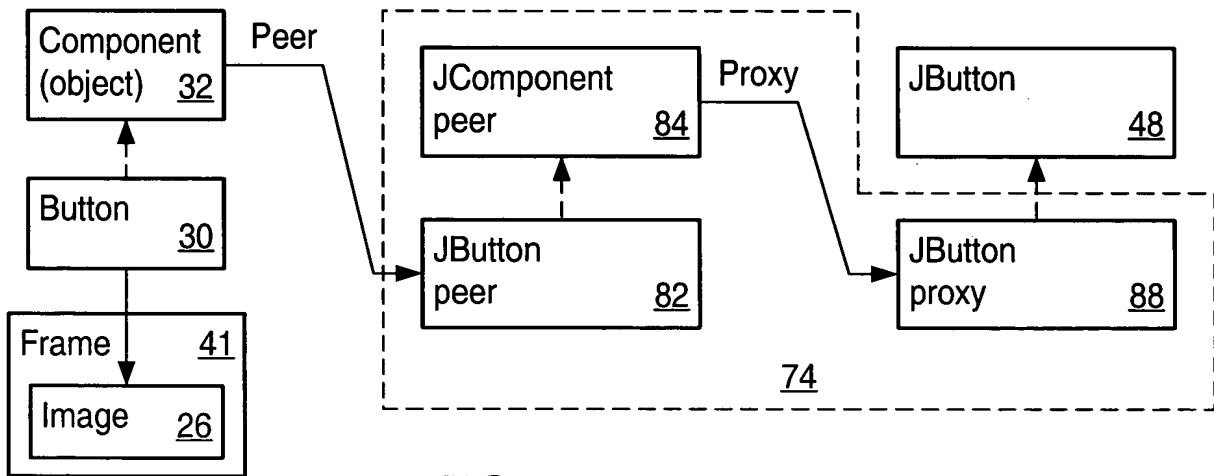 Component
(object) 32
Peer
JComponent
peer 84
Proxy
JButton
48
Button
30
JButton
peer 82
JButton
proxy 88
Frame 41
Image 26
74